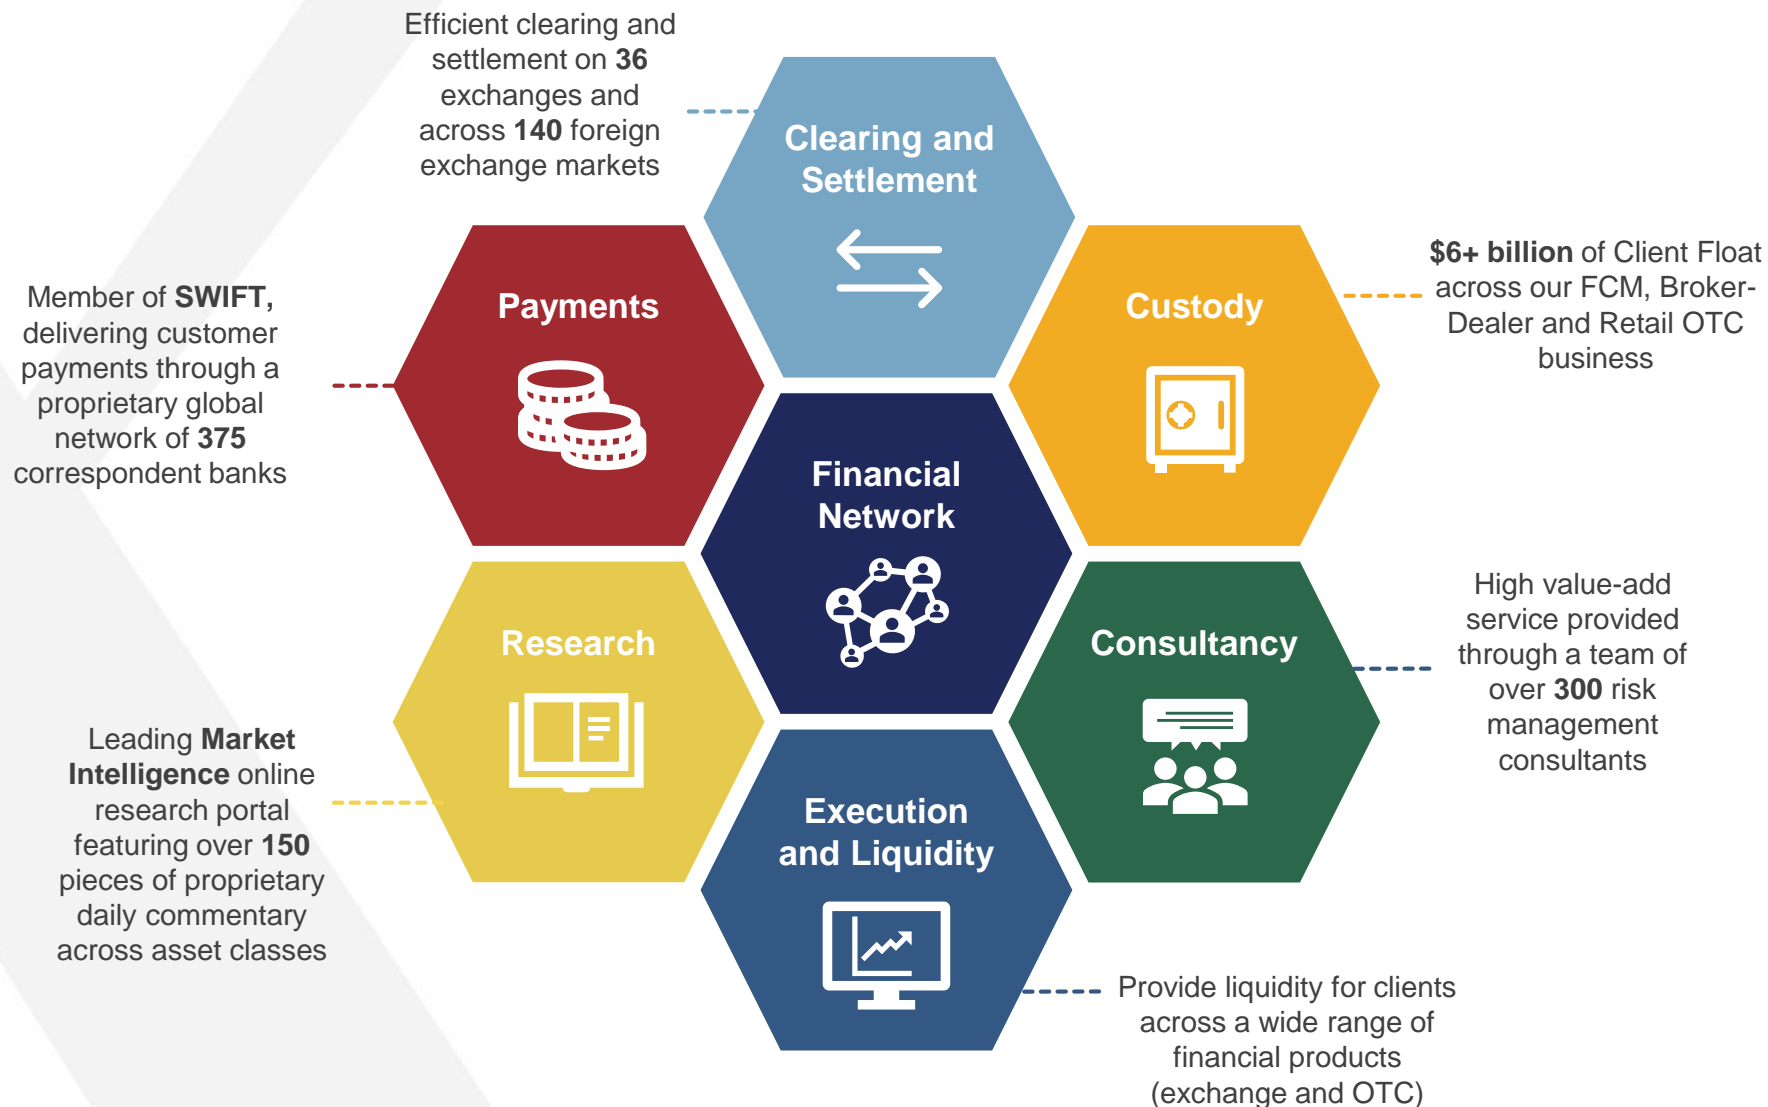 Efficient clearing and
settlement on 36
exchanges and
across 140 foreign
exchange markets
Clearing and
Settlement
Payments
Member of SWIFT,
delivering customer
payments through a
proprietary global
network of 375
correspondent banks
Custody
$6+ billion of Client Float
across our FCM, Broker-
Dealer and Retail OTC
business
Financial
Network
Research
Leading Market
Intelligence online
research portal
featuring over 150
pieces of proprietary
daily commentary
across asset classes
Consultancy
High value-add
service provided
through a team of
over 300 risk
management
consultants
Execution
and Liquidity
Provide liquidity for clients
across a wide range of
financial products
(exchange and OTC)